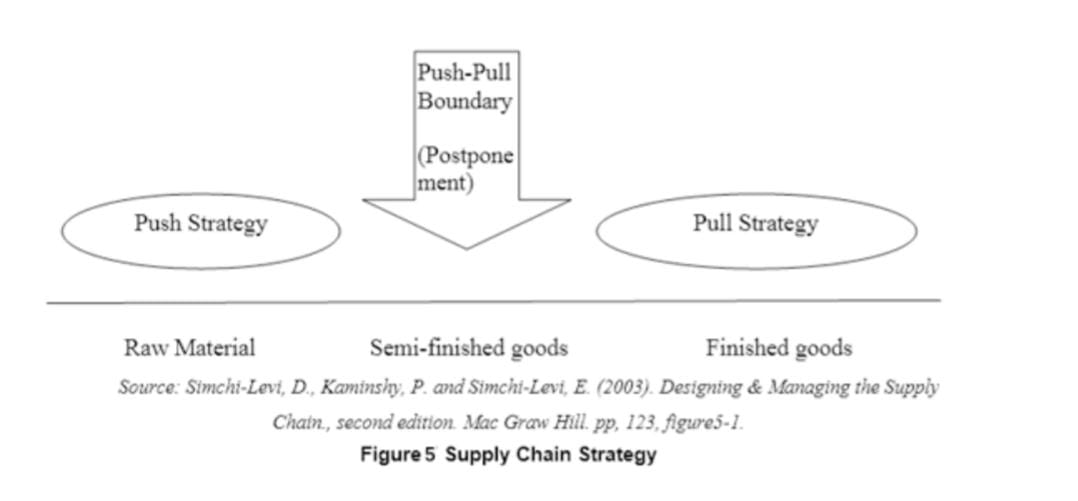 Push-Pull
Boundary
(Postpone
ment)
Push Strategy
Pull Strategy
Raw Material
Semi-finished goods
Finished goods
Source: Simchi-Levi, D., Kaminshy, P. and Simchi-Levi, E. (2003). Designing & Managing the Supply
Chain., second edition. Mac Graw Hill. pp, 123, figure5-1.
Figure 5 Supply Chain Strategy